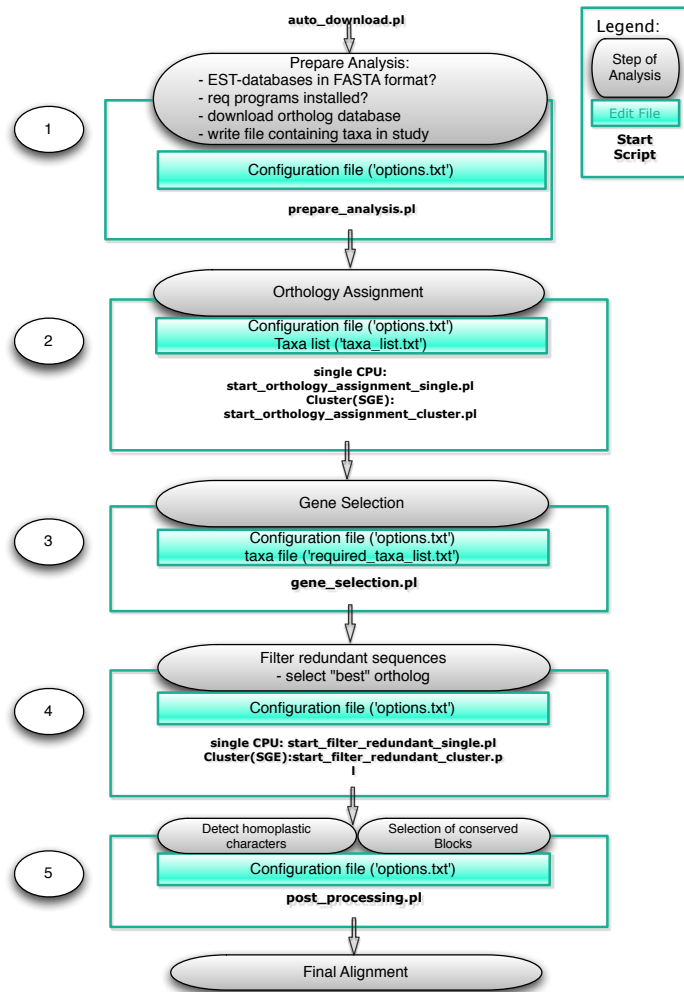 auto_download.pl
Legend:
Step of
Analysis
Edit File
Start
Script
1
Prepare Analysis:
- EST-databases in FASTA format?
- req programs installed?
- download ortholog database
- write file containing taxa in study
Configuration file ('options.txt')
prepare_analysis.pl
2
Orthology Assignment
Configuration file ('options.txt')
Taxa list ('taxa_list.txt')
single CPU:
start_orthology_assignment_single.pl
Cluster(SGE):
start_orthology_assignment_cluster.pl
3
Gene Selection
Configuration file ('options.txt')
taxa file ('required_taxa_list.txt')
gene_selection.pl
4
Filter redundant sequences
- select "best" ortholog
Configuration file ('options.txt')
single CPU: start_filter_redundant_single.pl
Cluster(SGE):start_filter_redundant_cluster.p
l
5
Detect homoplastic
characters
Selection of conserved
Blocks
Configuration file ('options.txt')
post_processing.pl
Final Alignment